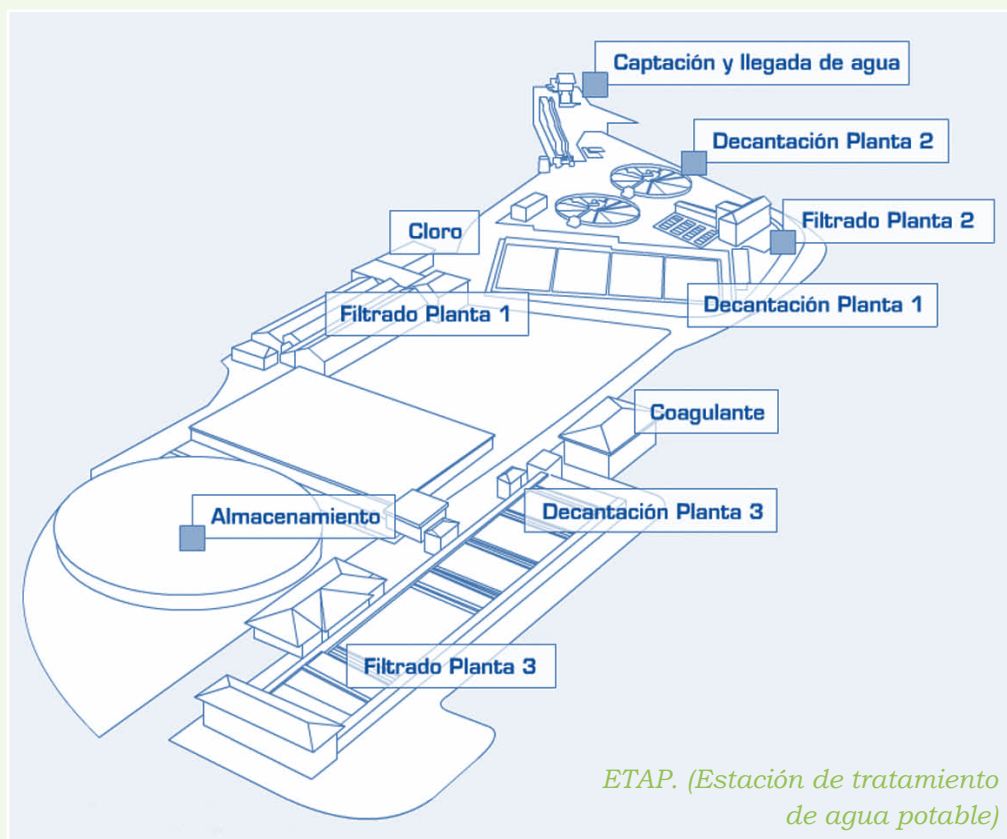 Captación y llegada de agua
Decantación Planta 2
Filtrado Planta 2
Cloro
Decantación Planta 1
Filtrado Planta 1
Coagulante
Almacenamiento
Decantación Planta 3
Filtrado Planta 3
ETAP. (Estación de tratamiento
de agua potable)